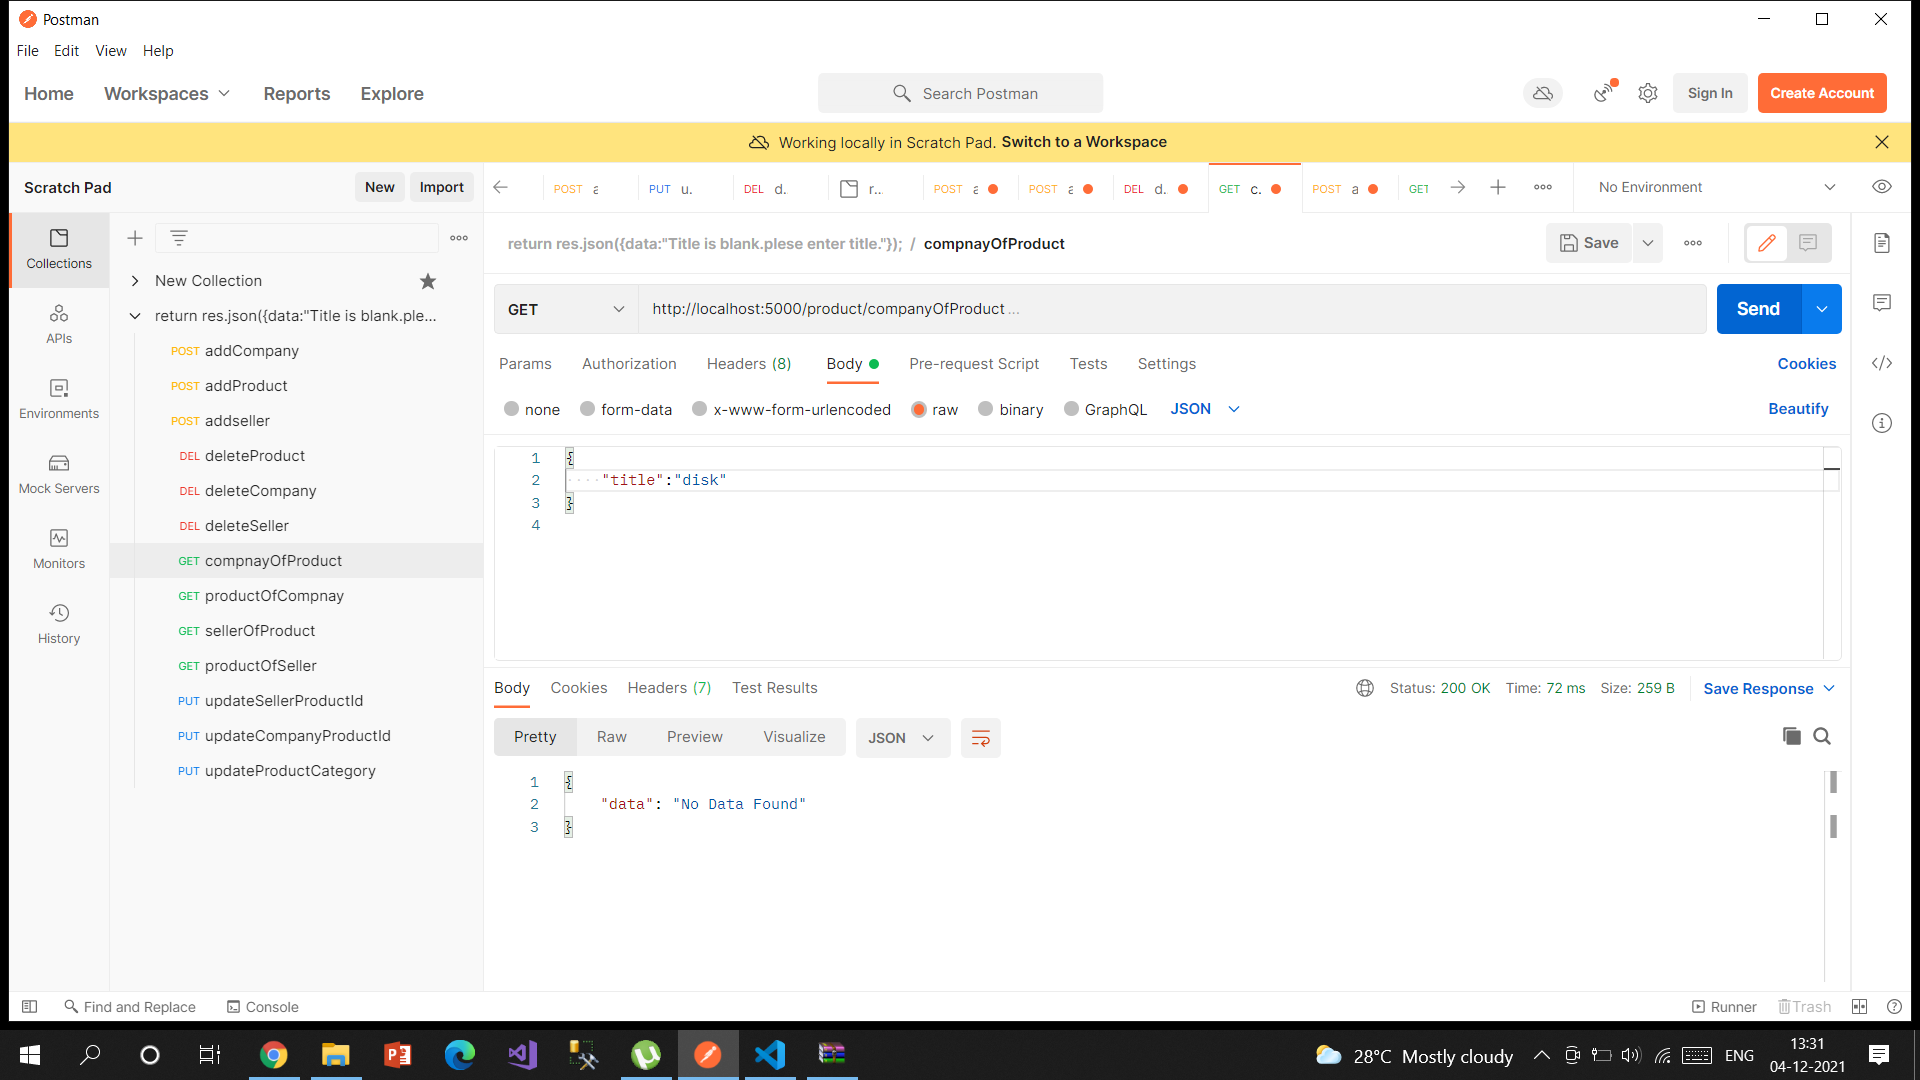 Postman
File Edit View Help
Home Workspaces Reports Explore Search Postman Sign In Create Account
Working locally in Scratch Pad. Switch to a Workspace
Scratch Pad New Import POST a PUT u. DEL d. r... POST a POST a DEL d. GET c. POST a GET No Environment
return res.json({data:"Title is blank.plese enter title."}); / compnayOfProduct Save
Collections
New Collection
return res.json({data:"Title is blank.ple...
GET http://localhost:5000/product/companyOfProduct ... Send
APIs
POST addCompany
Params Authorization Headers (8) Body Pre-request Script Tests Settings Cookies
POST addProduct
Environments
none form-data x-www-form-urlencoded raw binary GraphQL JSON Beautify
POST addseller
DEL deleteProduct
1 {
2 "title":"disk"
3 }
4
Mock Servers
DEL deleteCompany
DEL deleteSeller
Monitors
GET compnayOfProduct
GET productOfCompnay
History
GET sellerOfProduct
GET productOfSeller
PUT updateSellerProductId
PUT updateCompanyProductId
PUT updateProductCategory
Body Cookies Headers (7) Test Results Status: 200 OK Time: 72 ms Size: 259 B Save Response
Pretty Raw Preview Visualize JSON
1 {
2 "data": "No Data Found"
3 }
Find and Replace Console Runner Trash
28°C Mostly cloudy ENG 13:31
04-12-2021